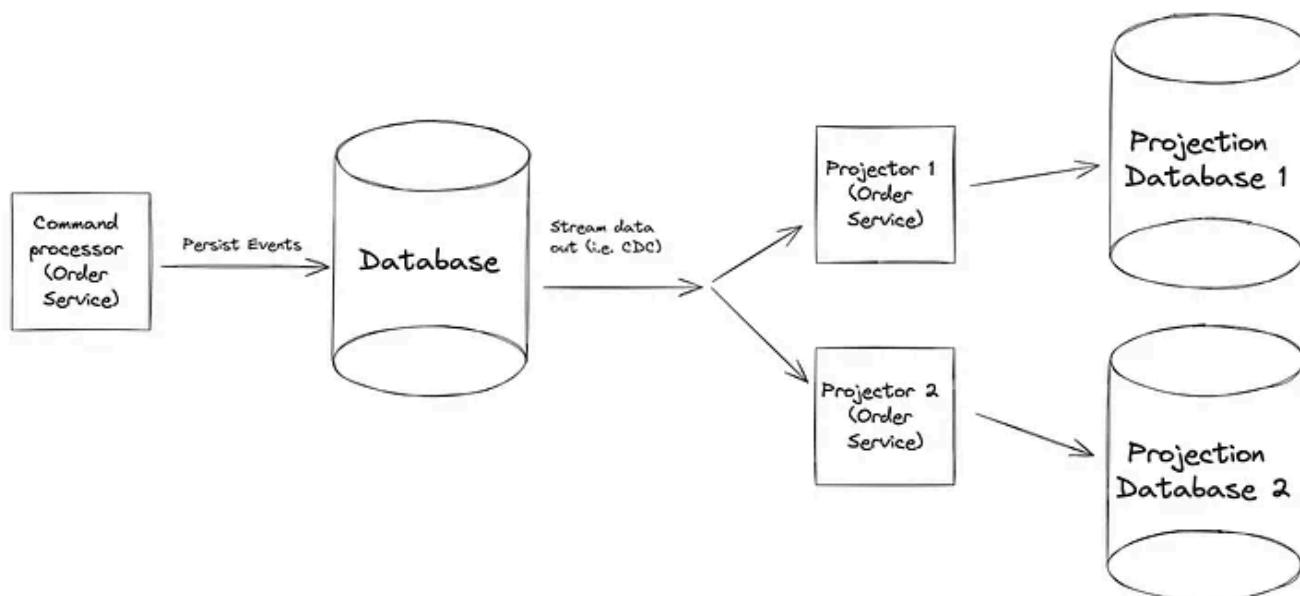 Command
processor
(Order
Service)
Persist Events
Database
Stream data
out (i.e. CDC)
Projector 1
(Order
Service)
Projection
Database 1
Projector 2
(Order
Service)
Projection
Database 2